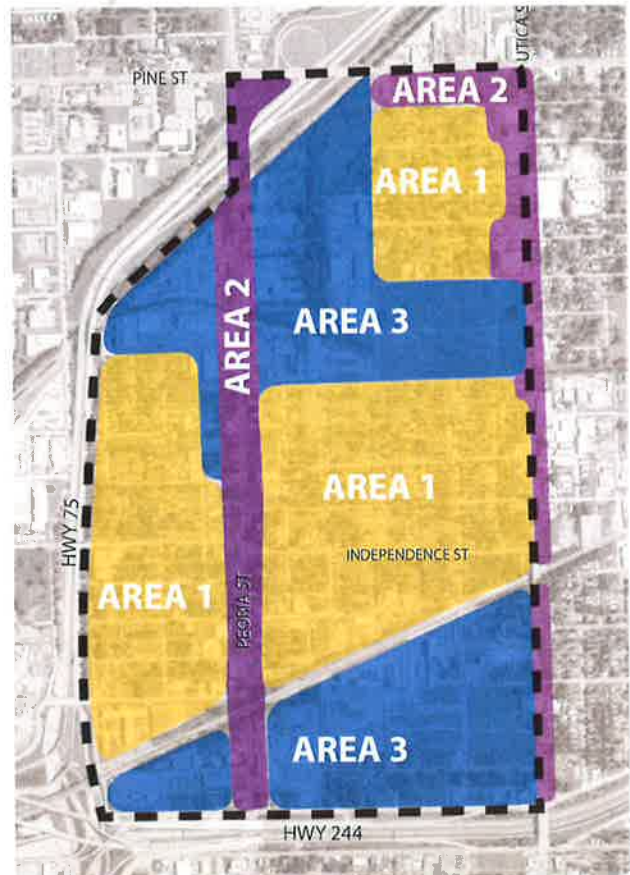 PINE ST
UTICA S
AREA 2
AREA 1
AREA 2
AREA 3
AREA 1
HWY 75
INDEPENDENCE ST
AREA 1
PEORIA ST
AREA 3
HWY 244